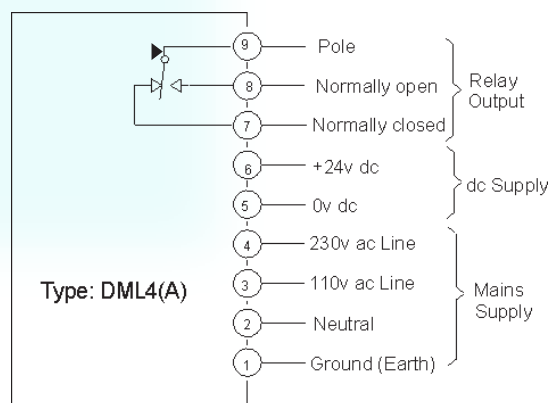 9 Pole
8 Normally open
7 Normally closed
Relay
Output
6 +24v dc
5 0v dc
dc Supply
4 230v ac Line
3 110v ac Line
2 Neutral
1 Ground (Earth)
Mains
Supply
Type: DML4(A)